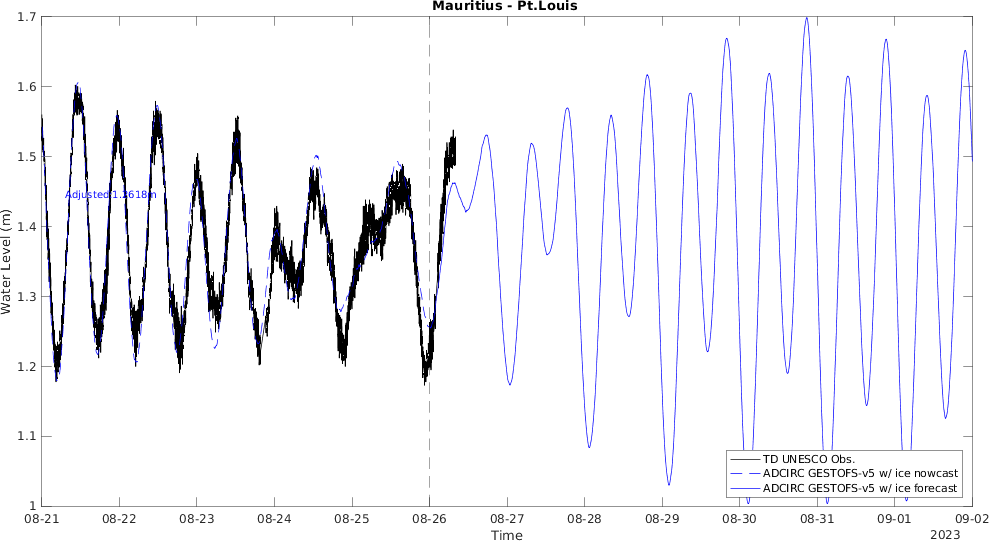 Mauritius - Pt.Louis
1.7
1.6
1.5
1.4
1.3
1.2
1.1
1
Water Level (m)
Adjusted 1.2618m
TD UNESCO Obs.
ADCIRC GESTOFS-v5 w/ ice nowcast
ADCIRC GESTOFS-v5 w/ ice forecast
08-21 08-22 08-23 08-24 08-25 08-26 08-27 08-28 08-29 08-30 08-31 09-01 09-02
Time
2023